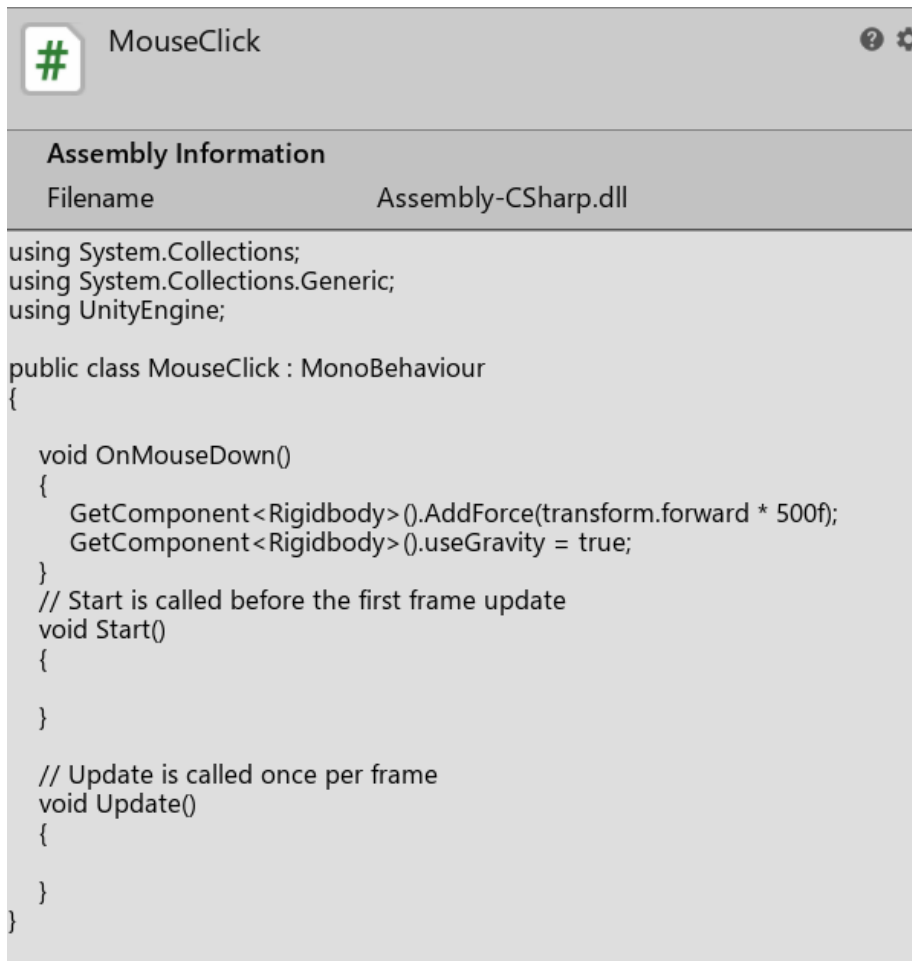 #
MouseClick
Assembly Information
Filename Assembly-CSharp.dll
using System.Collections;
using System.Collections.Generic;
using UnityEngine;

public class MouseClick : MonoBehaviour
{

    void OnMouseDown()
    {
        GetComponent<Rigidbody>().AddForce(transform.forward * 500f);
        GetComponent<Rigidbody>().useGravity = true;
    }
    // Start is called before the first frame update
    void Start()
    {

    }

    // Update is called once per frame
    void Update()
    {

    }
}